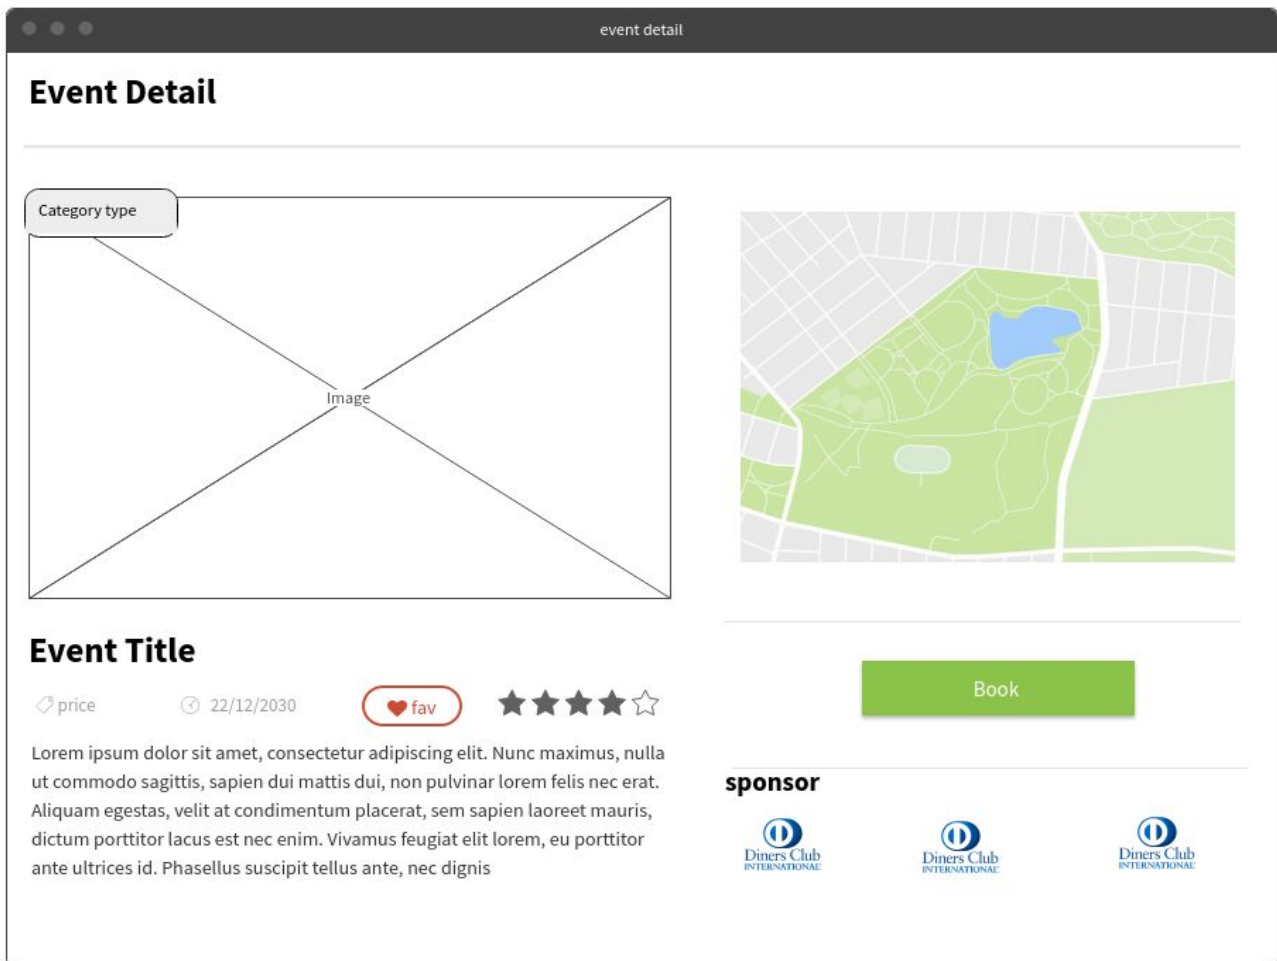 event detail
Event Detail
Category type
Image
Event Title
price
22/12/2030
fav
Lorem ipsum dolor sit amet, consectetur adipiscing elit. Nunc maximus, nulla
ut commodo sagittis, sapien dui mattis dui, non pulvinar lorem felis nec erat.
Aliquam egestas, velit at condimentum placerat, sem sapien laoreet mauris,
dictum porttitor lacus est nec enim. Vivamus feugiat elit lorem, eu porttitor
ante ultrices id. Phasellus suscipit tellus ante, nec dignis
Book
sponsor
Diners Club
INTERNATIONAL
Diners Club
INTERNATIONAL
Diners Club
INTERNATIONAL